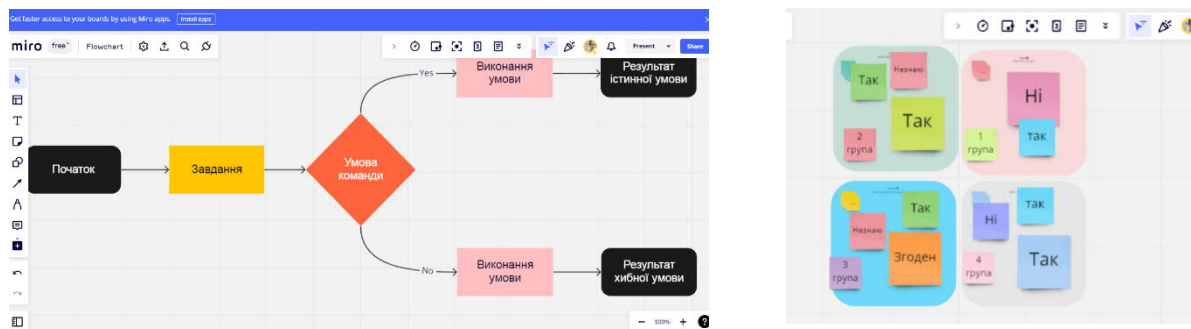 Get faster access to your boards by using Miro apps. Install apps
miro free Flowchart
Present
Share
Yes
Виконання
умови
Результат
істинної умови
Початок
Завдання
Умова
команди
No
Виконання
умови
Результат
хибної умови
100%
Так
Незнаю
Так
2
група
Ні
1
група
так
Так
Незнаю
Згоден
3
група
так
Ні
4
група
Так